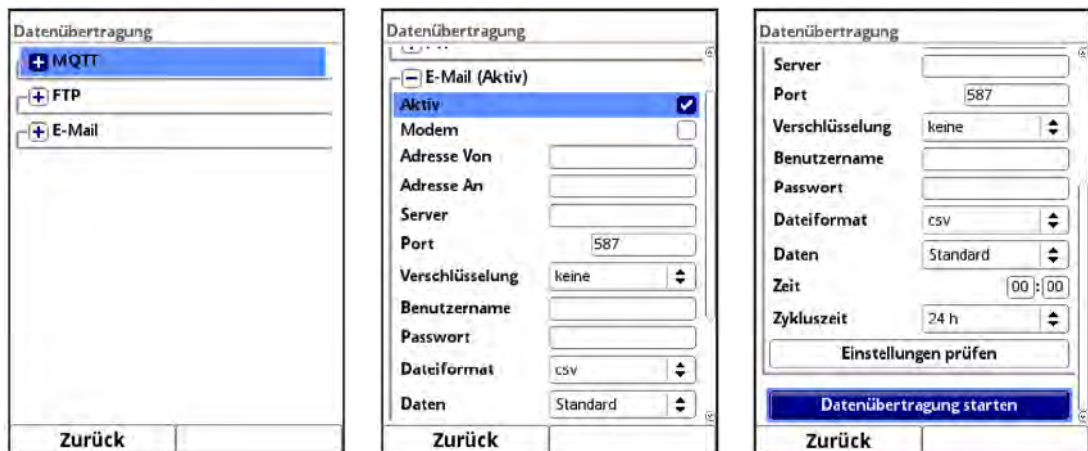 Datenübertragung
MQTT
FTP
E-Mail
Zurück
Datenübertragung
E-Mail (Aktiv)
Aktiv
Modem
Adresse Von
Adresse An
Server
Port 587
Verschlüsselung keine
Benutzername
Passwort
Dateiformat csv
Daten Standard
Zurück
Datenübertragung
Server
Port 587
Verschlüsselung keine
Benutzername
Passwort
Dateiformat csv
Daten Standard
Zeit 00:00
Zykluszeit 24 h
Einstellungen prüfen
Datenübertragung starten
Zurück